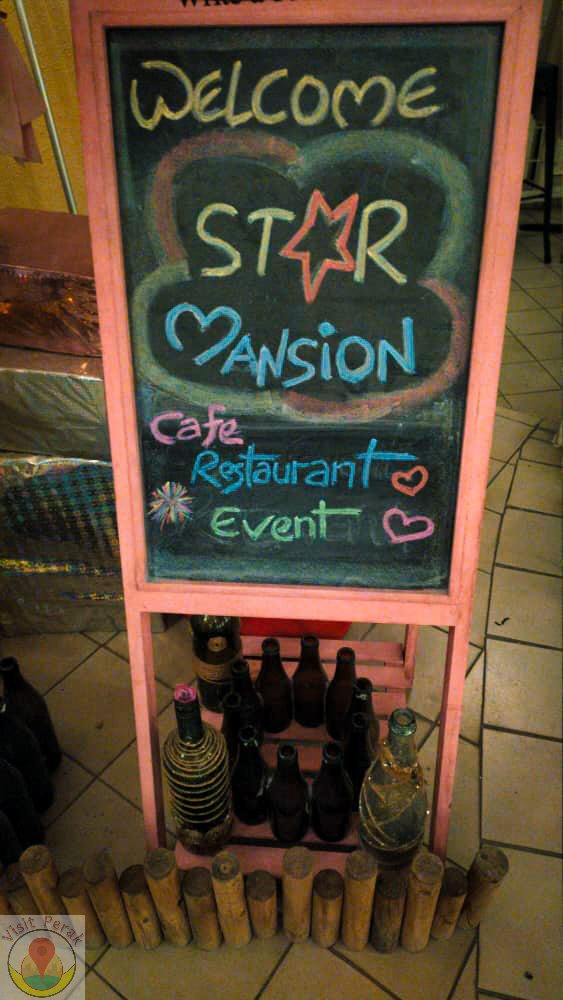 WELCOME
STAR
MANSION
Cafe
Restaurant
Event
Visit Perak